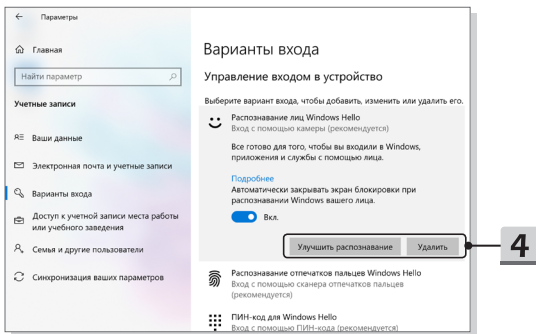 Параметры
Главная
Найти параметр
Учетные записи
Ваши данные
Электронная почта и учетные записи
Варианты входа
Доступ к учетной записи места работы
или учебного заведения
Семья и другие пользователи
Синхронизация ваших параметров
Варианты входа
Управление входом в устройство
Выберите вариант входа, чтобы добавить, изменить или удалить его.
Распознавание лиц Windows Hello
Вход с помощью камеры (рекомендуется)
Все готово для того, чтобы вы входили в Windows,
приложения и службы с помощью лица.
Подробнее
Автоматически закрывать экран блокировки при
распознавании Windows вашего лица.
Вкл.
Улучшить распознавание Удалить
4
Распознавание отпечатков пальцев Windows Hello
Вход с помощью сканера отпечатков пальцев
(рекомендуется)
ПИН-код для Windows Hello
Вход с помощью ПИН-кода (рекомендуется)